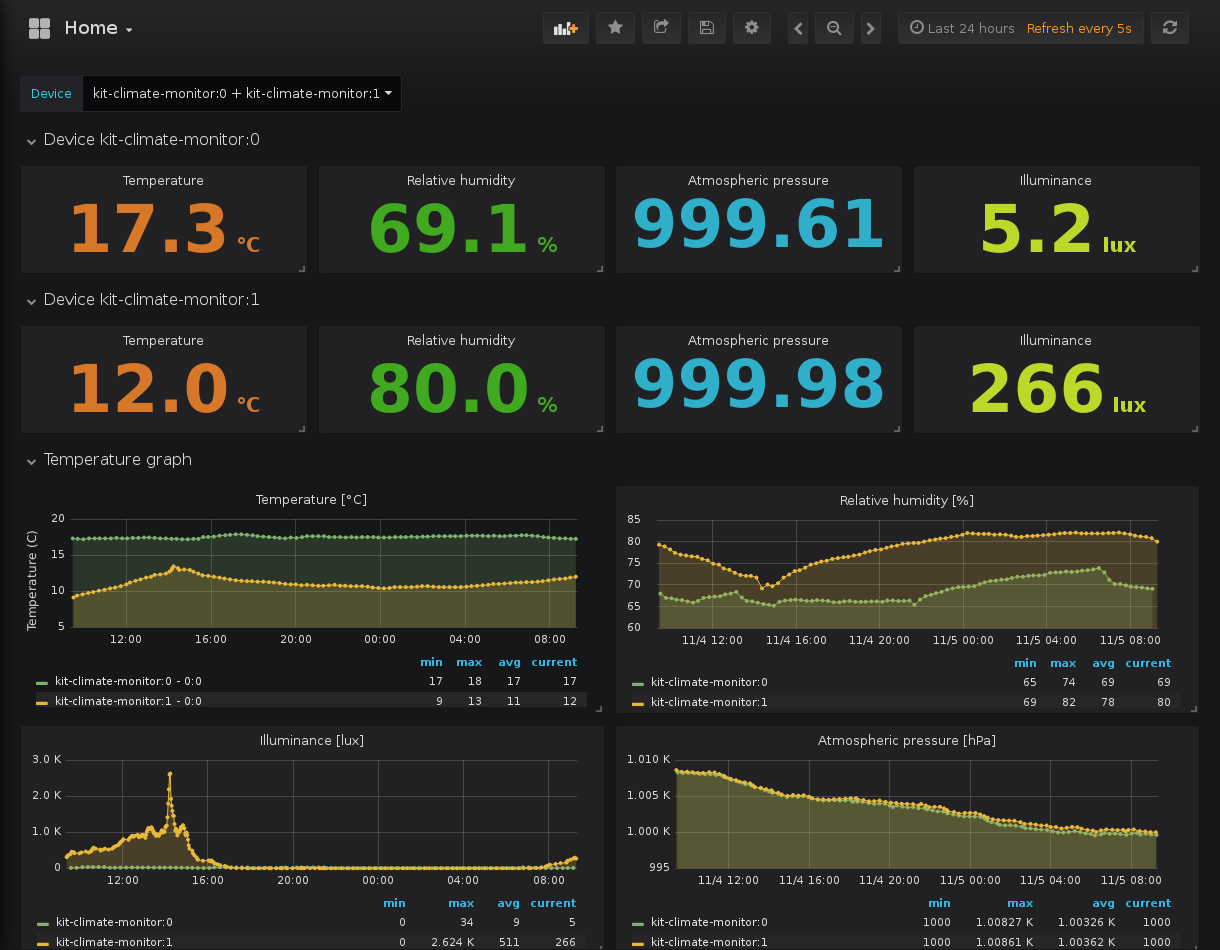 Home
Last 24 hours Refresh every 5s
Device kit-climate-monitor:0 + kit-climate-monitor:1
Device kit-climate-monitor:0
Temperature Relative humidity Atmospheric pressure Illuminance
17.3 °C 69.1 % 999.61 5.2 lux
Device kit-climate-monitor:1
Temperature Relative humidity Atmospheric pressure Illuminance
12.0 °C 80.0 % 999.98 266 lux
Temperature graph
Temperature [°C]
Temperature (C)
20
15
10
5
12:00 16:00 20:00 00:00 04:00 08:00
min max avg current
kit-climate-monitor:0 - 0:0 17 18 17 17
kit-climate-monitor:1 - 0:0 9 13 11 12
Relative humidity [%]
85
80
75
70
65
60
11/4 12:00 11/4 16:00 11/4 20:00 11/5 00:00 11/5 04:00 11/5 08:00
min max avg current
kit-climate-monitor:0 65 74 69 69
kit-climate-monitor:1 69 82 78 80
Illuminance [lux]
3.0 K
2.0 K
1.0 K
0
12:00 16:00 20:00 00:00 04:00 08:00
min max avg current
kit-climate-monitor:0 0 34 9 5
kit-climate-monitor:1 0 2.624 K 511 266
Atmospheric pressure [hPa]
1.010 K
1.005 K
1.000 K
995
11/4 12:00 11/4 16:00 11/4 20:00 11/5 00:00 11/5 04:00 11/5 08:00
min max avg current
kit-climate-monitor:0 1000 1.00827 K 1.00326 K 1000
kit-climate-monitor:1 1000 1.00861 K 1.00362 K 1000